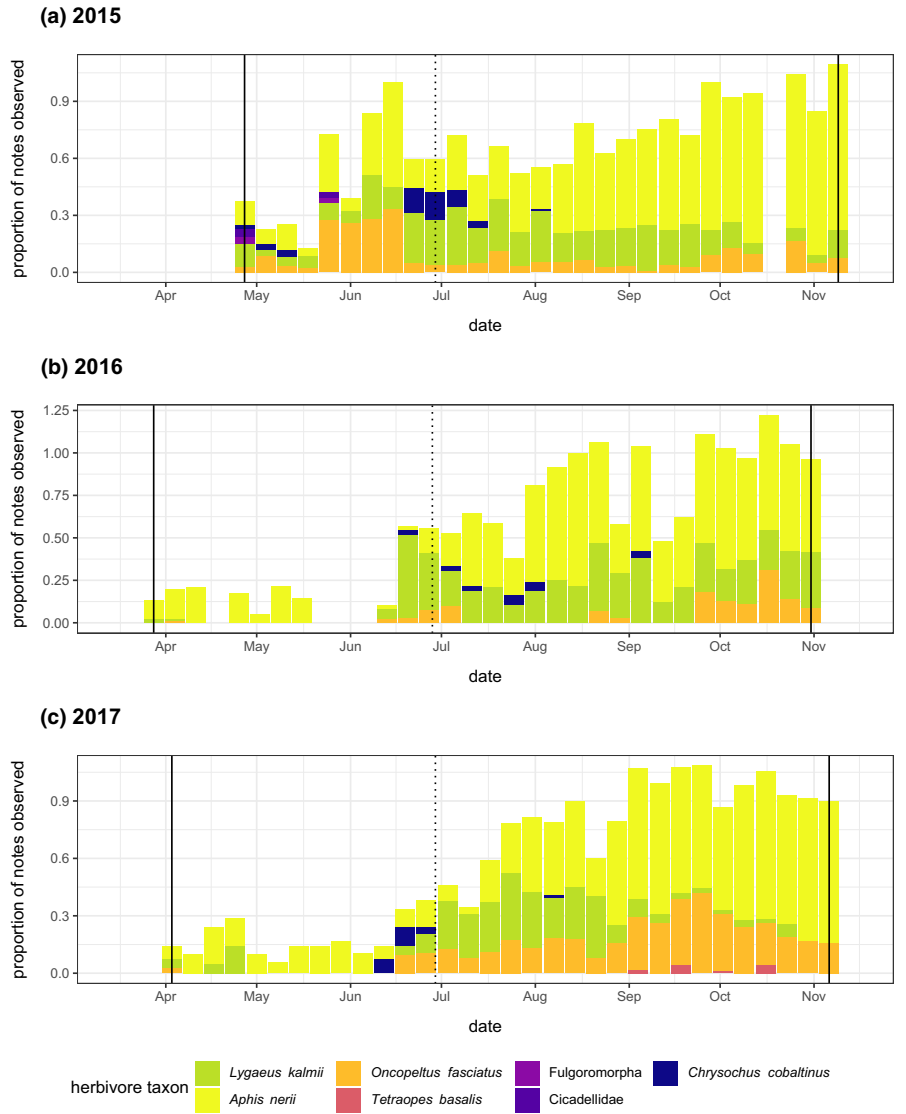 (a) 2015
proportion of notes observed
0.9
0.6
0.3
0.0
Apr May Jun Jul Aug Sep Oct Nov
date
(b) 2016
proportion of notes observed
1.25
1.00
0.75
0.50
0.25
0.00
Apr May Jun Jul Aug Sep Oct Nov
date
(c) 2017
proportion of notes observed
0.9
0.6
0.3
0.0
Apr May Jun Jul Aug Sep Oct Nov
date
herbivore taxon
Lygaeus kalmii Oncopeltus fasciatus Fulgoromorpha Chrysochus cobaltinus
Aphis nerii Tetraopes basalis Cicadellidae